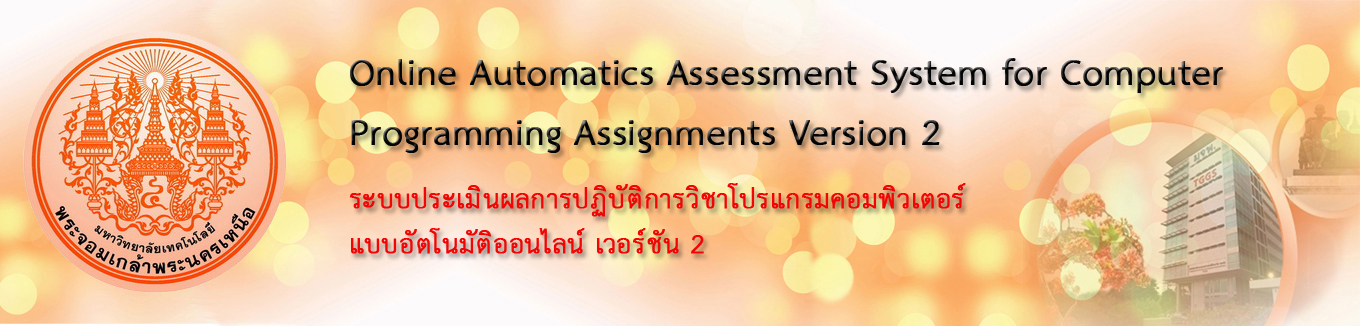 Online Automatics Assessment System for Computer
Programming Assignments Version 2
ระบบประเมินผลการปฏิบัติการวิชาโปรแกรมคอมพิวเตอร์
แบบอัตโนมัติออนไลน์ เวอร์ชัน 2
มหาวิทยาลัยเทคโนโลยี
พระจอมเกล้าพระนครเหนือ
มจพ.
TGGS